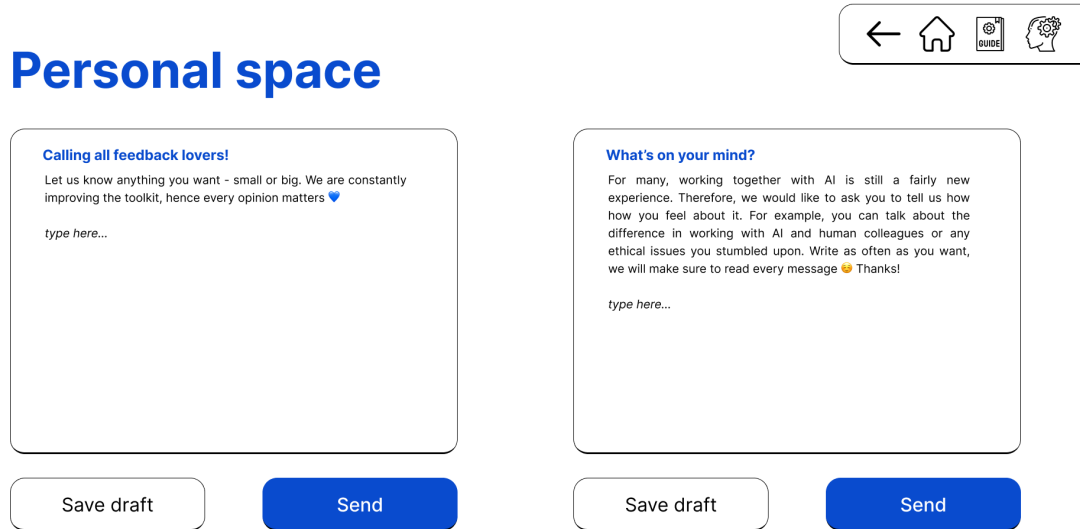 GUIDE
Personal space
Calling all feedback lovers!
Let us know anything you want - small or big. We are constantly
improving the toolkit, hence every opinion matters 💙
type here...
Save draft
Send
What's on your mind?
For many, working together with AI is still a fairly new
experience. Therefore, we would like to ask you to tell us how
how you feel about it. For example, you can talk about the
difference in working with AI and human colleagues or any
ethical issues you stumbled upon. Write as often as you want,
we will make sure to read every message ☺️ Thanks!
type here...
Save draft
Send